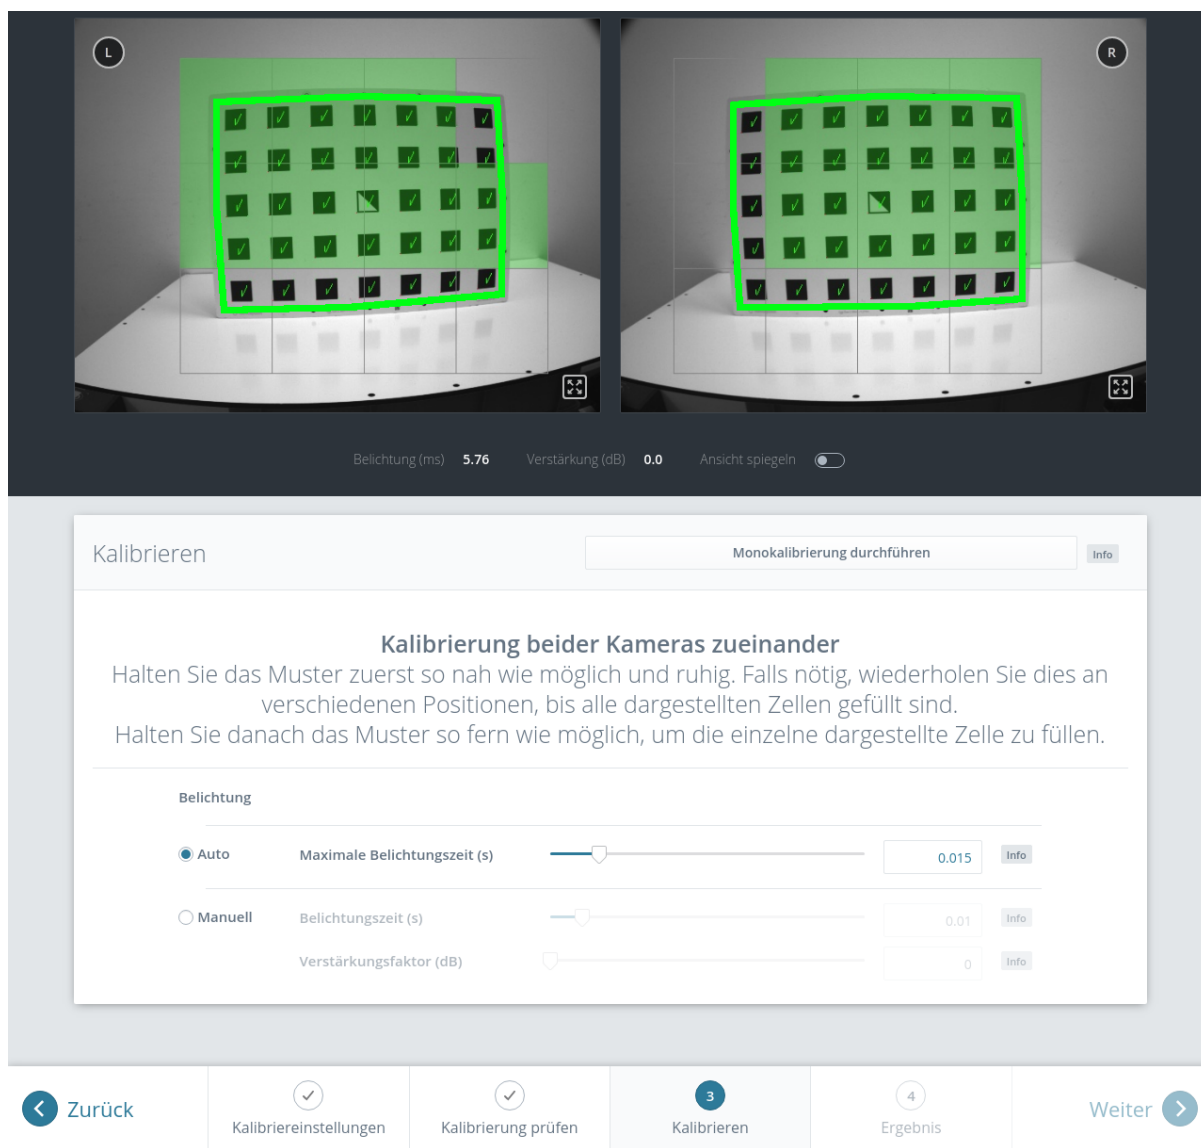 L
R
Belichtung (ms) 5.76 Verstärkung (dB) 0.0 Ansicht spiegeln
Kalibrieren
Monokalibrierung durchführen
Info
Kalibrierung beider Kameras zueinander
Halten Sie das Muster zuerst so nah wie möglich und ruhig. Falls nötig, wiederholen Sie dies an
verschiedenen Positionen, bis alle dargestellten Zellen gefüllt sind.
Halten Sie danach das Muster so fern wie möglich, um die einzelne dargestellte Zelle zu füllen.
Belichtung
Auto Maximale Belichtungszeit (s) 0.015 Info
Manuell Belichtungszeit (s) 0.01 Info
Verstärkungsfaktor (dB) 0 Info
Zurück
Kalibriereinstellungen
Kalibrierung prüfen
3
Kalibrieren
4
Ergebnis
Weiter